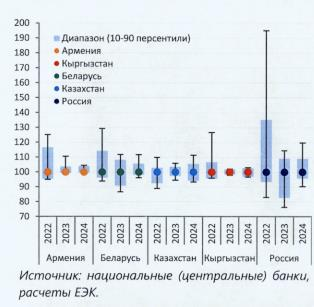 200
190
180
170
160
150
140
130
120
110
100
90
80
70
Диапазон (10-90 персентили)
Армения
Кыргызстан
Беларусь
Казахстан
Россия
2022 2023 2024 2022 2023 2024 2022 2023 2024 2022 2023 2024 2022 2023 2024
Армения Беларусь Казахстан Кыргызстан Россия
Источник: национальные (центральные) банки,
расчеты ЕЭК.